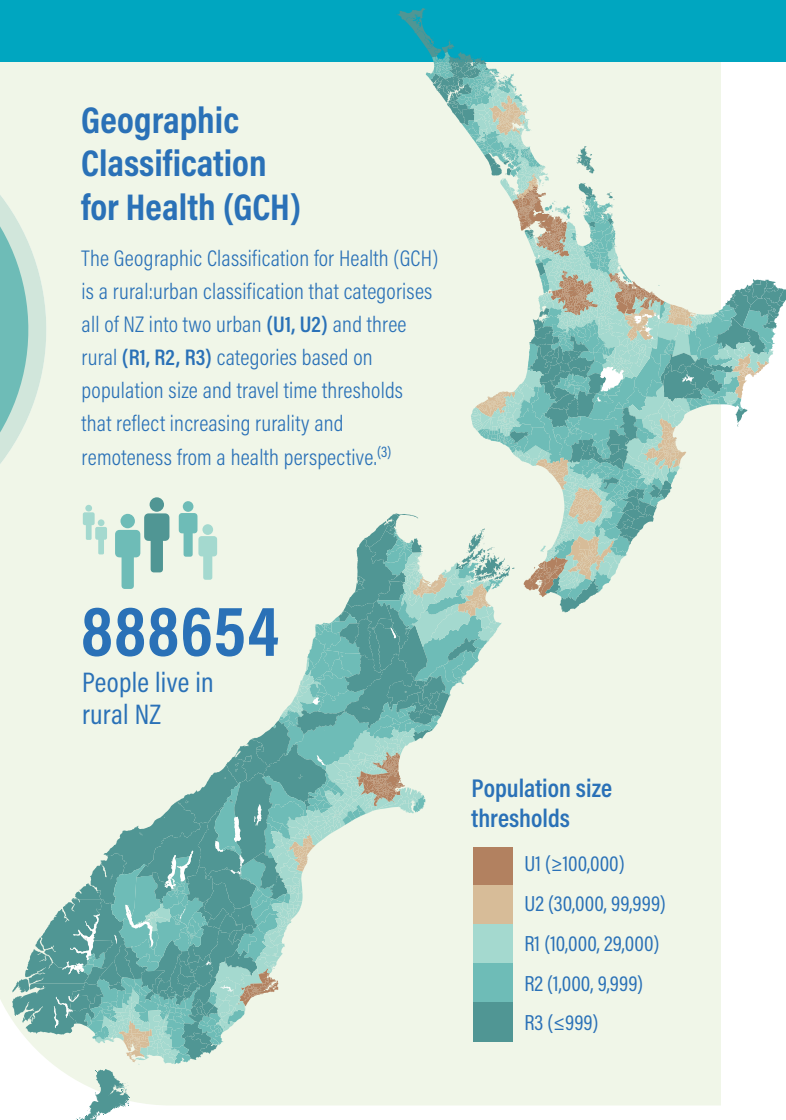 Geographic
Classification
for Health (GCH)
The Geographic Classification for Health (GCH)
is a rural:urban classification that categorises
all of NZ into two urban (U1, U2) and three
rural (R1, R2, R3) categories based on
population size and travel time thresholds
that reflect increasing rurality and
remoteness from a health perspective.(3)
888654
People live in
rural NZ
Population size
thresholds
U1 (≥100,000)
U2 (30,000, 99,999)
R1 (10,000, 29,000)
R2 (1,000, 9,999)
R3 (≤999)